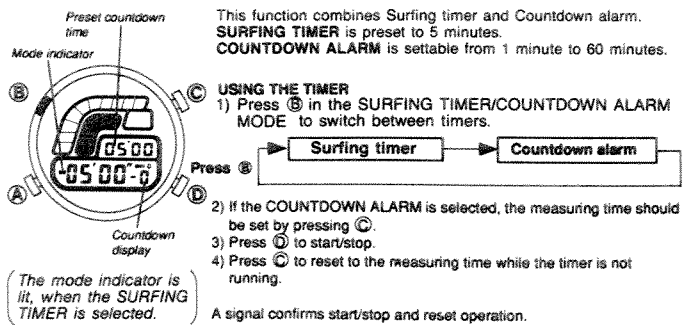 Preset countdown
time
Mode indicator
B
C
05'00
-05'00"-0
A
D
Countdown
display
The mode indicator is
lit, when the SURFING
TIMER is selected.
This function combines Surfing timer and Countdown alarm.
SURFING TIMER is preset to 5 minutes.
COUNTDOWN ALARM is settable from 1 minute to 60 minutes.
USING THE TIMER
1) Press Ⓑ in the SURFING TIMER/COUNTDOWN ALARM
MODE to switch between timers.
Surfing timer
Countdown alarm
Press Ⓑ
2) If the COUNTDOWN ALARM is selected, the measuring time should
be set by pressing Ⓒ.
3) Press Ⓓ to start/stop.
4) Press Ⓒ to reset to the measuring time while the timer is not
running.
A signal confirms start/stop and reset operation.